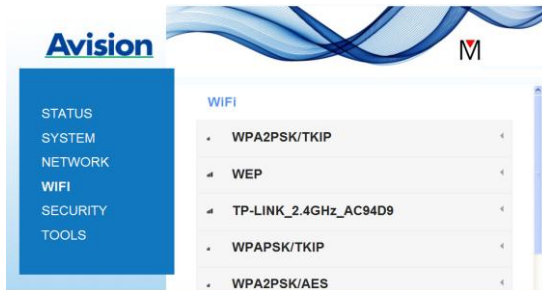 Avision
M
STATUS
SYSTEM
NETWORK
WIFI
SECURITY
TOOLS
WiFi
WPA2PSK/TKIP
WEP
TP-LINK_2.4GHz_AC94D9
WPAPSK/TKIP
WPA2PSK/AES